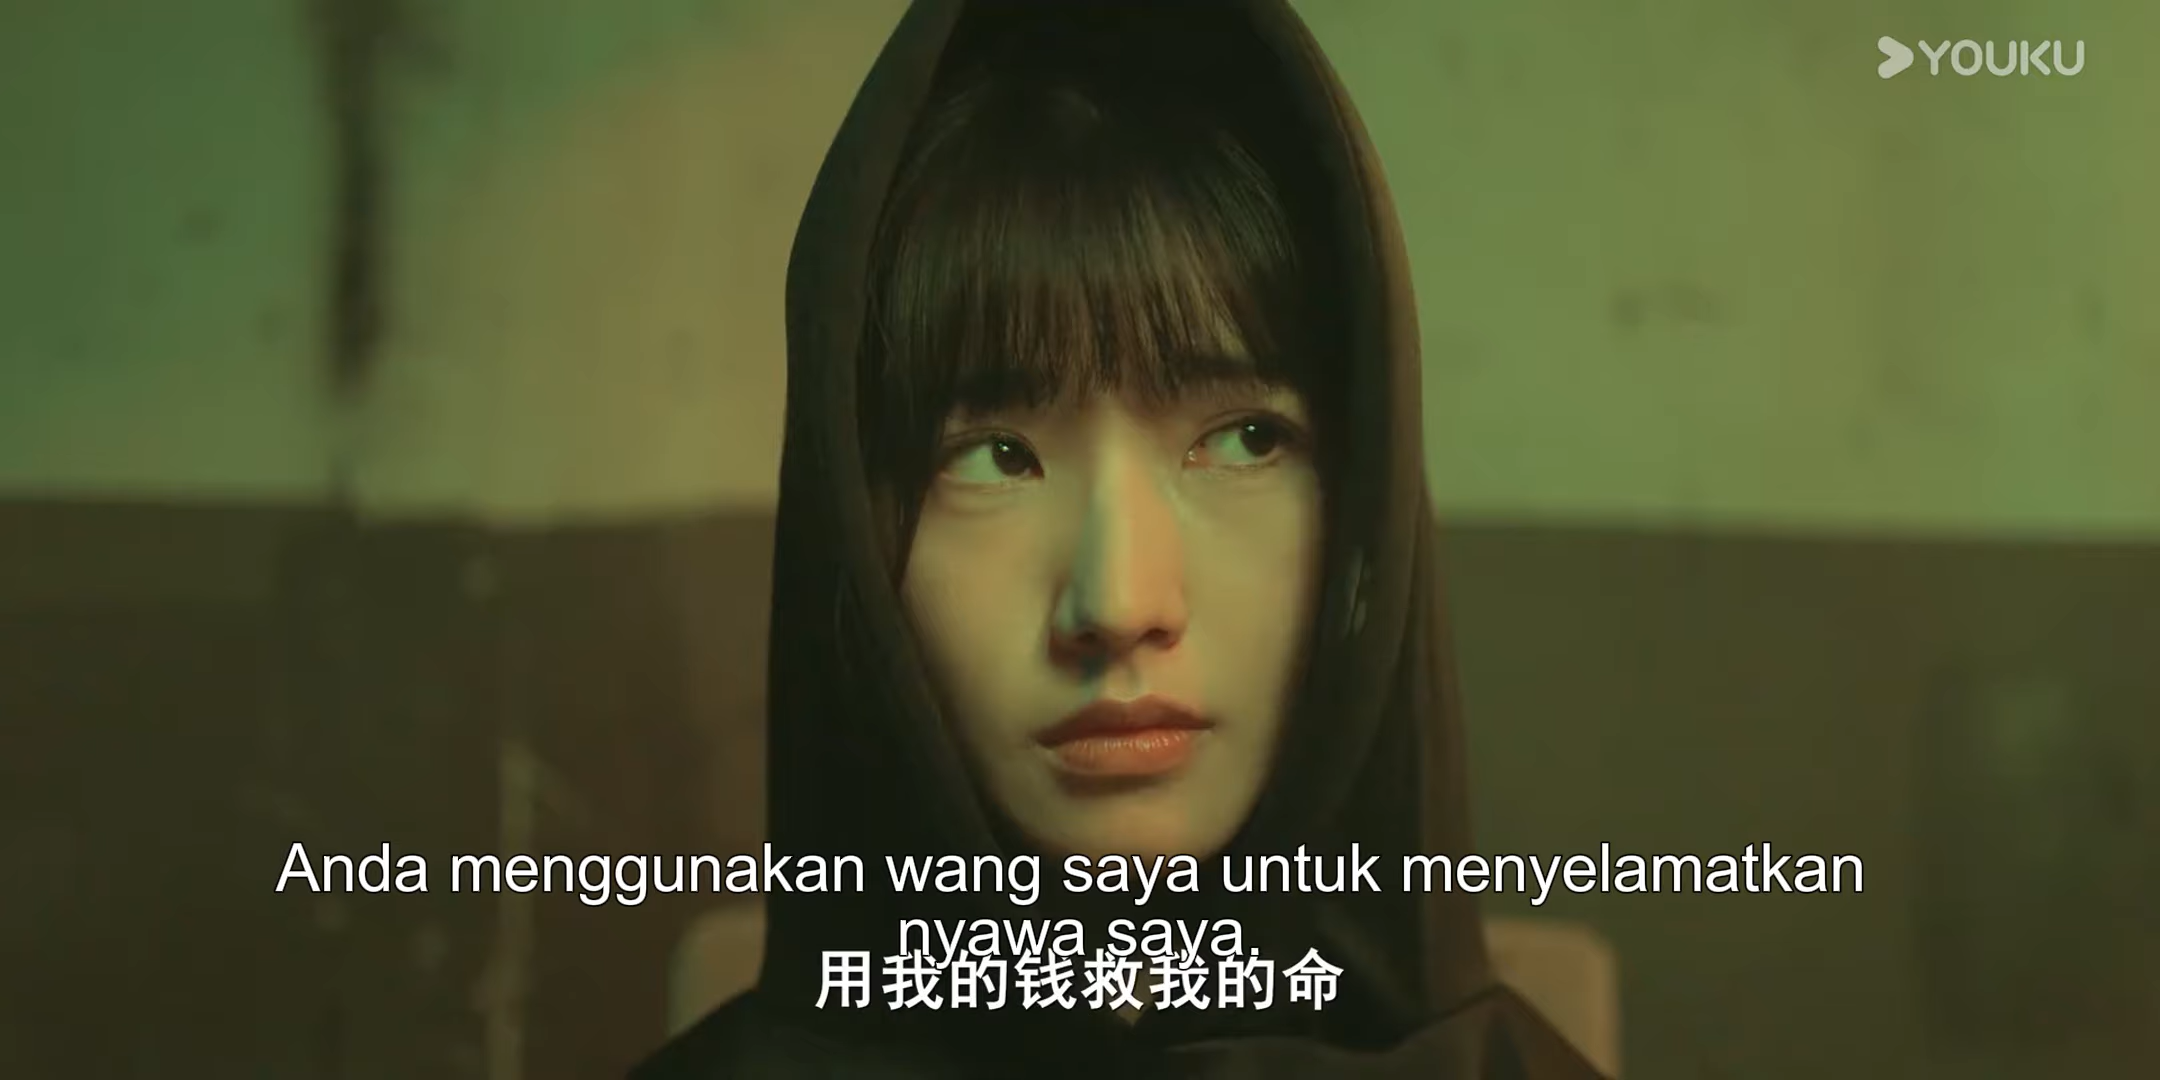 YOUKU
Anda menggunakan wang saya untuk menyelamatkan
nyawa saya.
用我的钱救我的命